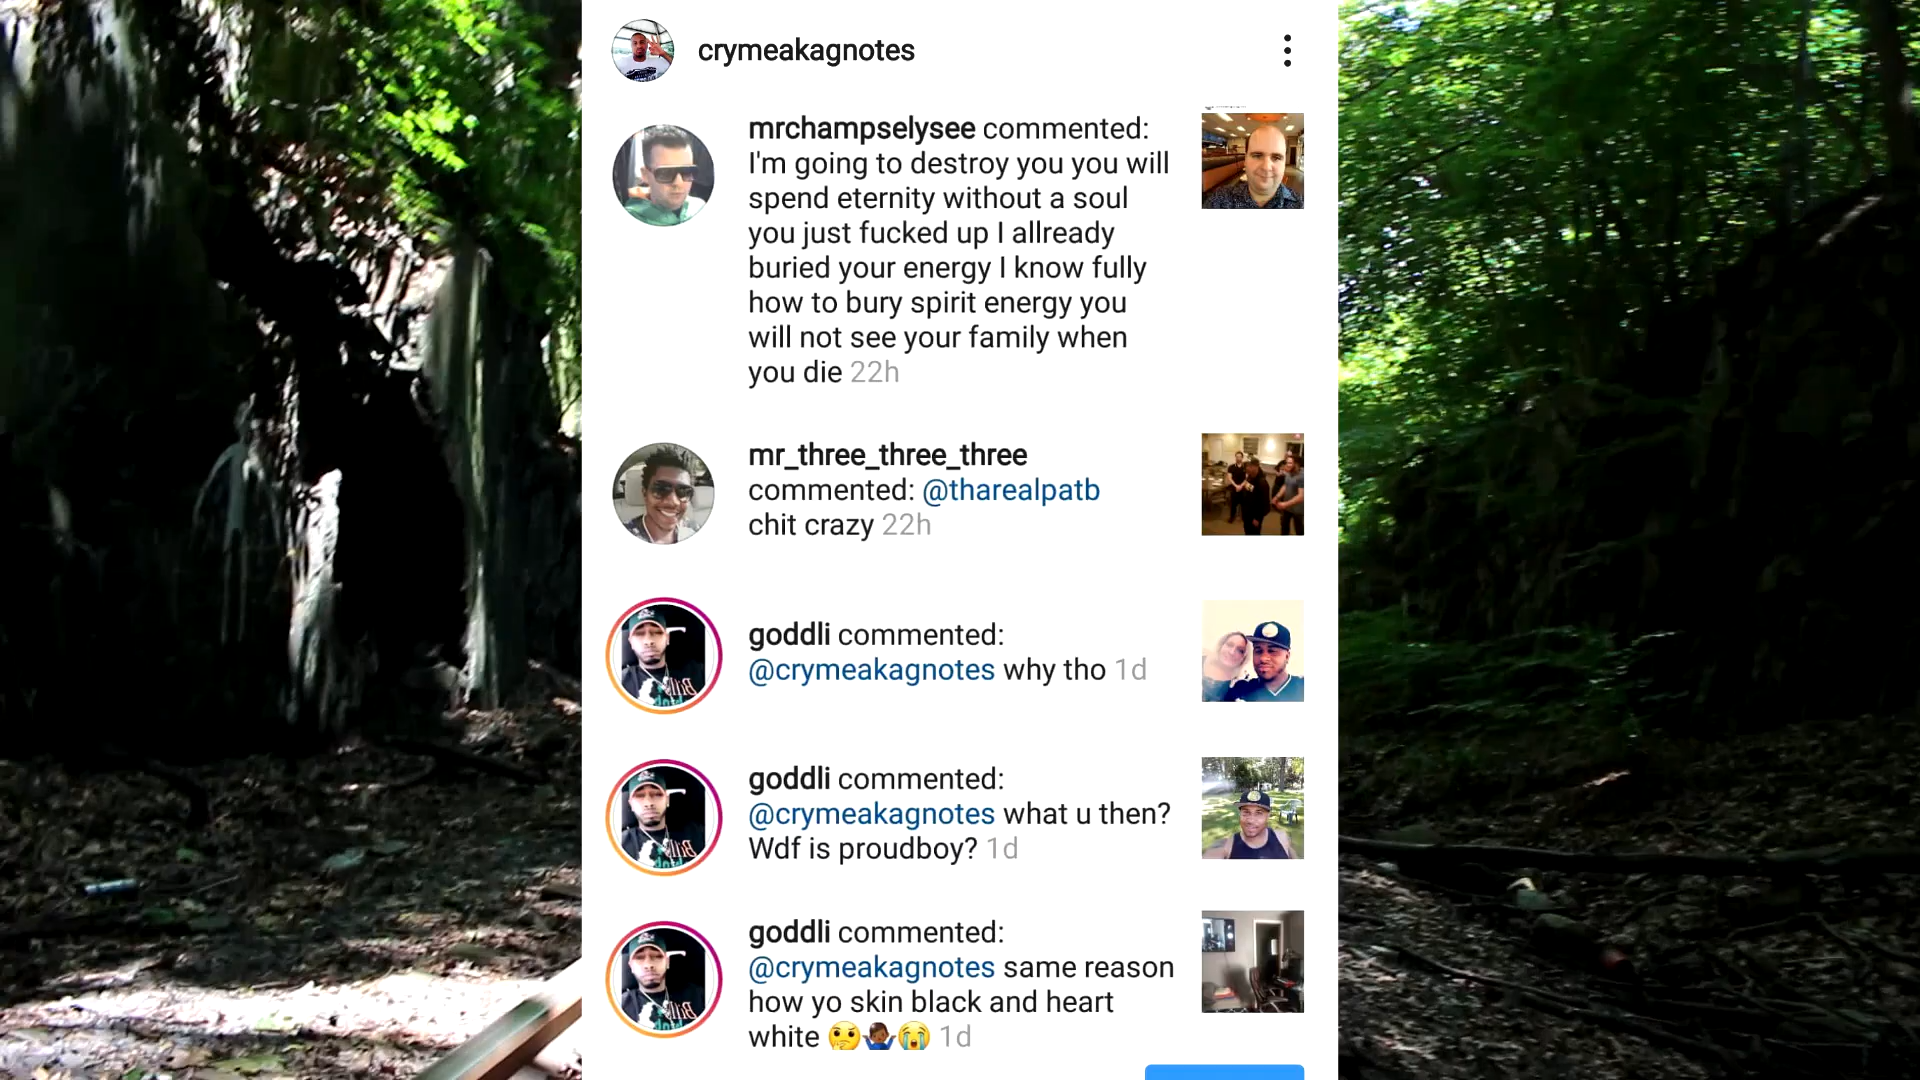 crymeakagnotes
mrchampselysee commented:
I'm going to destroy you you will
spend eternity without a soul
you just fucked up I allready
buried your energy I know fully
how to bury spirit energy you
will not see your family when
you die 22h
mr_three_three_three
commented: @tharealpatb
chit crazy 22h
goddli commented:
@crymeakagnotes why tho 1d
goddli commented:
@crymeakagnotes what u then?
Wdf is proudboy? 1d
goddli commented:
@crymeakagnotes same reason
how yo skin black and heart
white 🤔🤷🏾‍♂️😭 1d